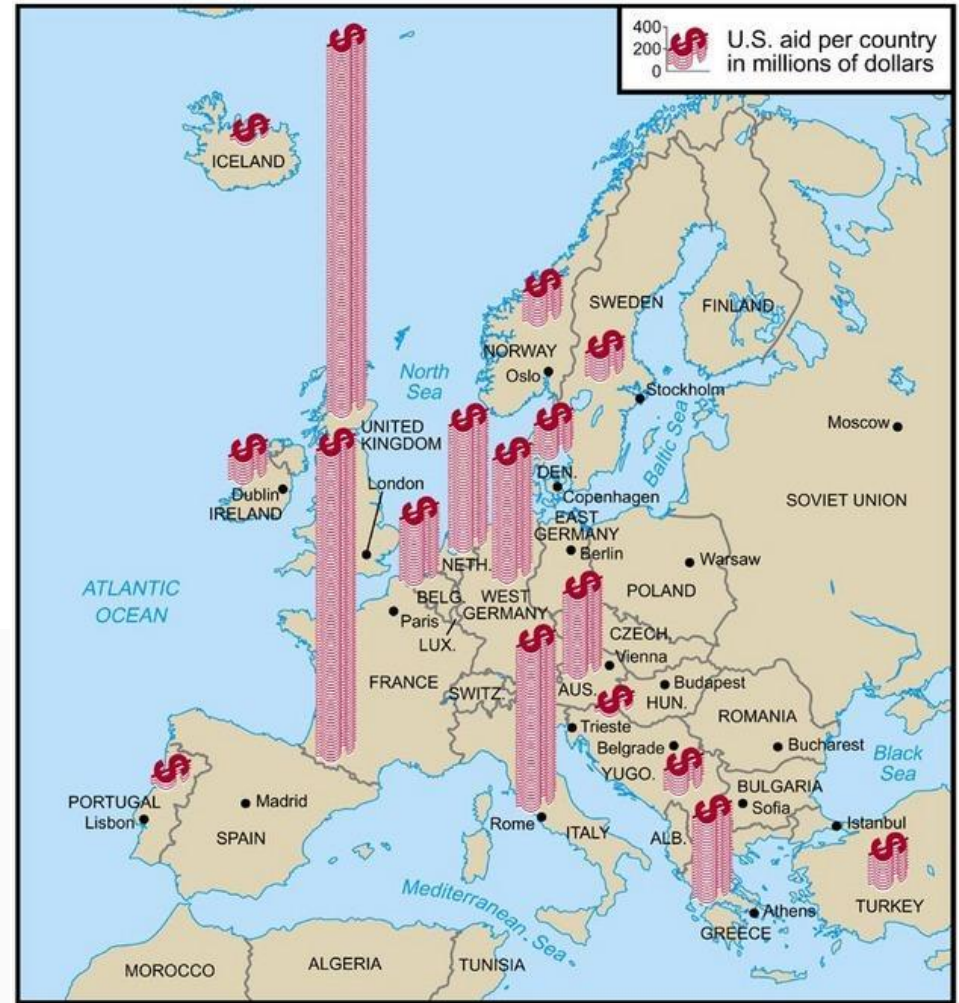 400
200
0
U.S. aid per country
in millions of dollars
$
$
$
ICELAND
$
SWEDEN
FINLAND
NORWAY
Oslo
$
North
Sea
Stockholm
Baltic Sea
Moscow
$
$
$
$
$
$
UNITED
KINGDOM
London
Dublin
IRELAND
DEN.
Copenhagen
SOVIET UNION
$
EAST
GERMANY
Berlin
NETH.
Warsaw
POLAND
ATLANTIC
OCEAN
BELG.
WEST
GERMANY
Paris
LUX.
$
CZECH.
Vienna
$
FRANCE
SWITZ.
AUS.
Budapest
HUN.
$
ROMANIA
Trieste
Belgrade
Bucharest
Black
Sea
YUGO.
$
BULGARIA
Sofia
$
PORTUGAL
Lisbon
Madrid
SPAIN
Rome
ITALY
ALB.
$
Istanbul
$
TURKEY
Mediterranean Sea
Athens
GREECE
MOROCCO
ALGERIA
TUNISIA